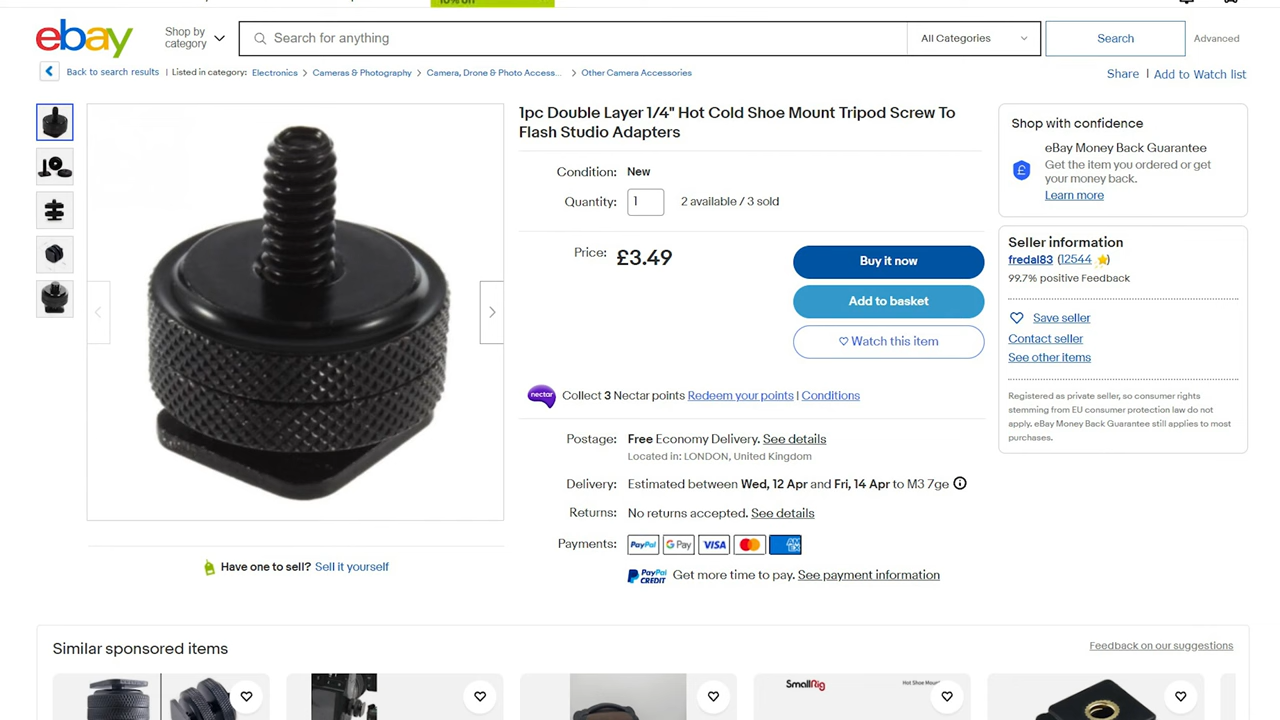 10% off
ebay
Shop by
category
Search for anything
All Categories
Search
Advanced
Back to search results | Listed in category: Electronics > Cameras & Photography > Camera, Drone & Photo Access... > Other Camera Accessories
Share | Add to Watch list
1pc Double Layer 1/4" Hot Cold Shoe Mount Tripod Screw To
Flash Studio Adapters
Condition: New
Quantity: 1 2 available / 3 sold
Price: £3.49
Buy it now
Add to basket
Watch this item
nectar Collect 3 Nectar points Redeem your points | Conditions
Postage: Free Economy Delivery. See details
Located in: LONDON, United Kingdom
Delivery: Estimated between Wed, 12 Apr and Fri, 14 Apr to M3 7ge
Returns: No returns accepted. See details
Payments: PayPal G Pay VISA AMEX
PayPal CREDIT Get more time to pay. See payment information
Shop with confidence
eBay Money Back Guarantee
Get the item you ordered or get
your money back.
Learn more
Seller information
fredal83 (12544)
99.7% positive Feedback
Save seller
Contact seller
See other items
Registered as private seller, so consumer rights
stemming from EU consumer protection law do not
apply. eBay Money Back Guarantee still applies to most
purchases.
Have one to sell? Sell it yourself
Similar sponsored items
Feedback on our suggestions
SmallRig
Hot Shoe